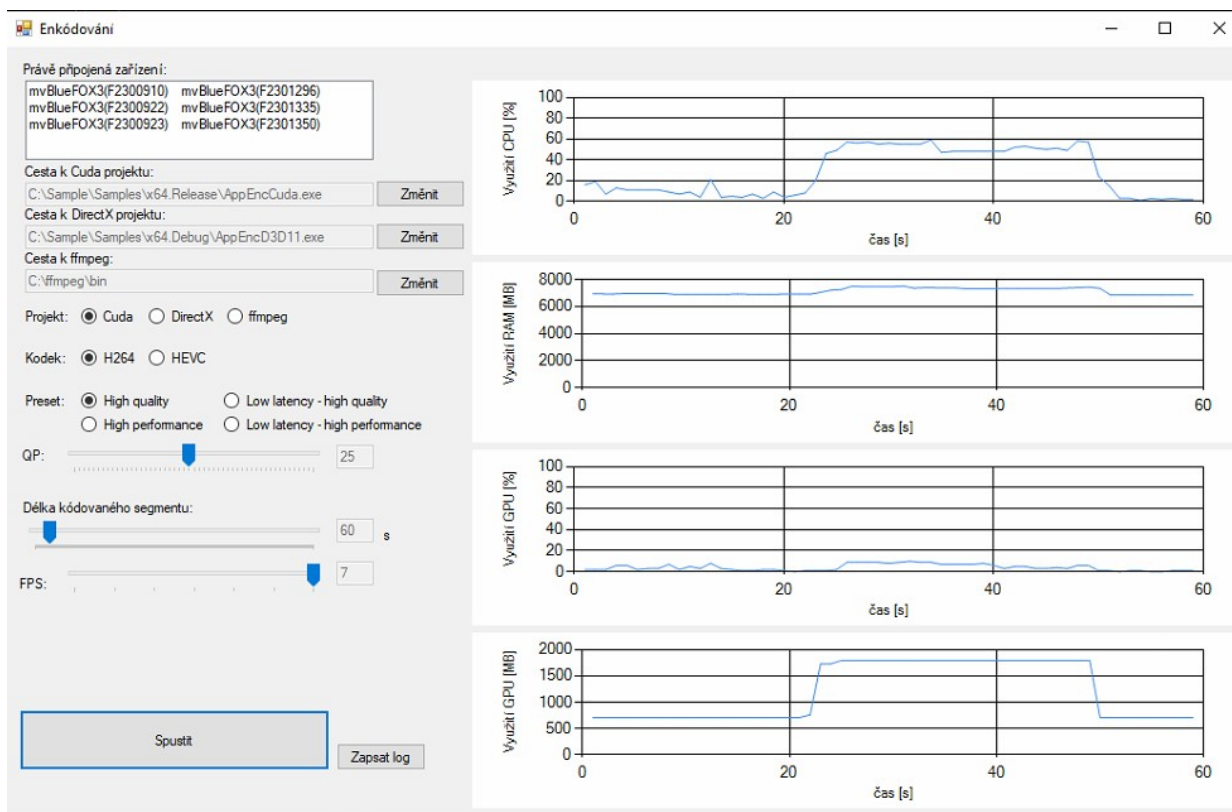 Enkódování
Právě připojená zařízení:
mvBlueFOX3(F2300910) mvBlueFOX3(F2301296)
mvBlueFOX3(F2300922) mvBlueFOX3(F2301335)
mvBlueFOX3(F2300923) mvBlueFOX3(F2301350)
Cesta k Cuda projektu:
C:\Sample\Samples\x64.Release\AppEncCuda.exe Změnit
Cesta k DirectX projektu:
C:\Sample\Samples\x64.Debug\AppEncD3D11.exe Změnit
Cesta k ffmpeg:
C:\ffmpeg\bin Změnit
Projekt: Cuda DirectX ffmpeg
Kodek: H264 HEVC
Preset: High quality Low latency - high quality
High performance Low latency - high performance
QP: 25
Délka kódovaného segmentu:
60 s
FPS: 7
Spustit
Zapsat log
Využití CPU [%]
100
80
60
40
20
0
0 20 40 60
čas [s]
Využití RAM [MB]
8000
6000
4000
2000
0
0 20 40 60
čas [s]
Využití GPU [%]
100
80
60
40
20
0
0 20 40 60
čas [s]
Využití GPU [MB]
2000
1500
1000
500
0
0 20 40 60
čas [s]